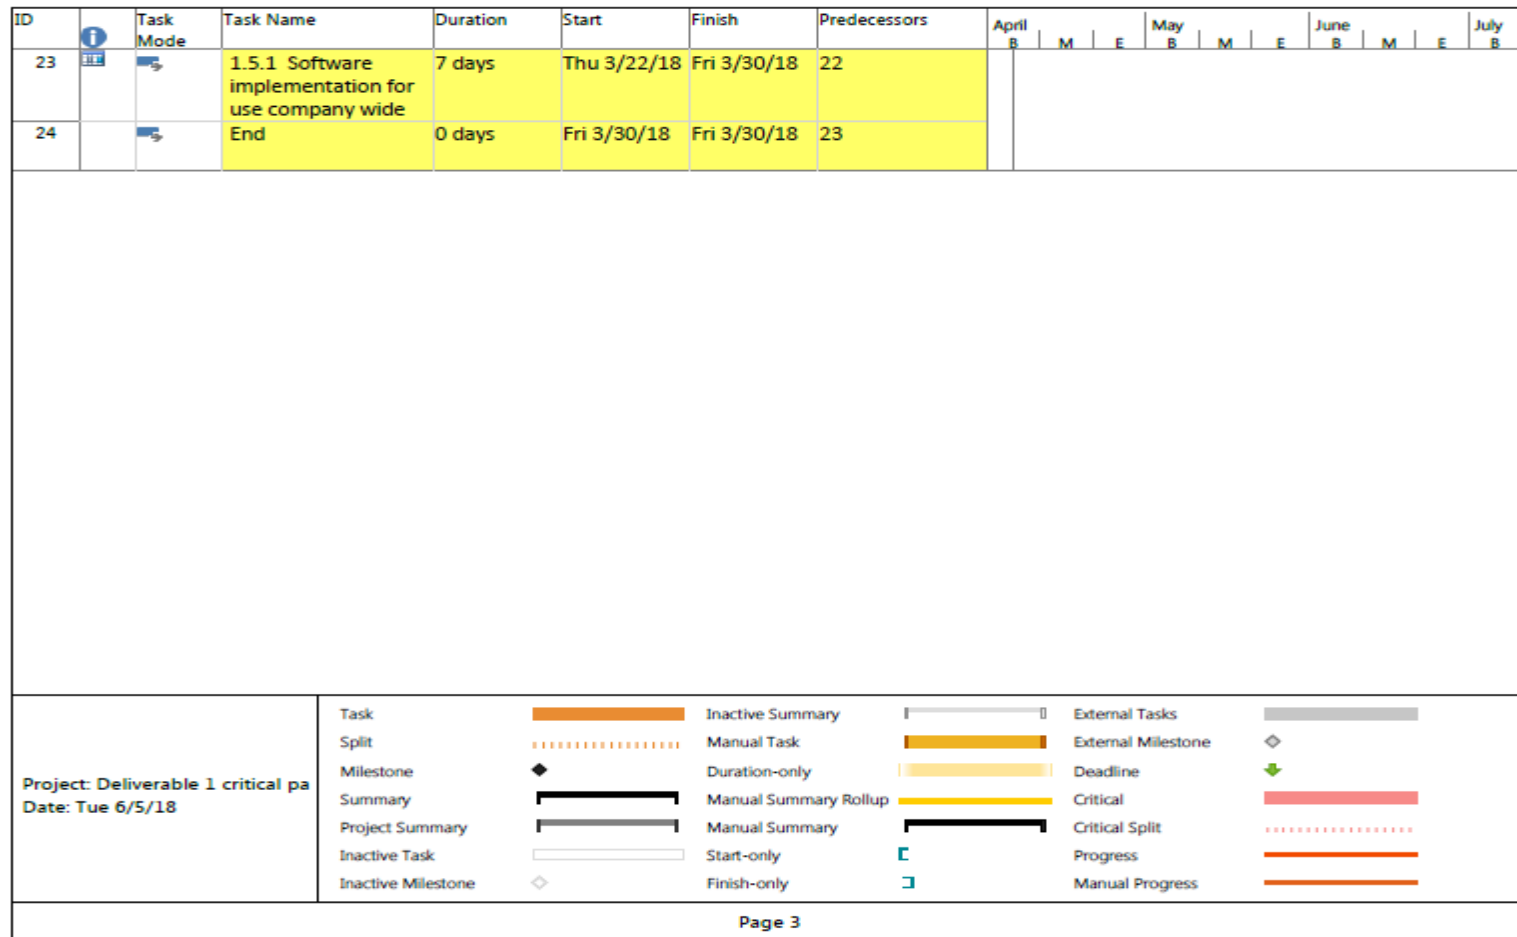 ID Task Mode Task Name Duration Start Finish Predecessors April May June July
B M E B M E B M E B
23 1.5.1 Software implementation for use company wide 7 days Thu 3/22/18 Fri 3/30/18 22
24 End 0 days Fri 3/30/18 Fri 3/30/18 23
Project: Deliverable 1 critical pa
Date: Tue 6/5/18
Task
Split
Milestone
Summary
Project Summary
Inactive Task
Inactive Milestone
Inactive Summary
Manual Task
Duration-only
Manual Summary Rollup
Manual Summary
Start-only
Finish-only
External Tasks
External Milestone
Deadline
Critical
Critical Split
Progress
Manual Progress
Page 3